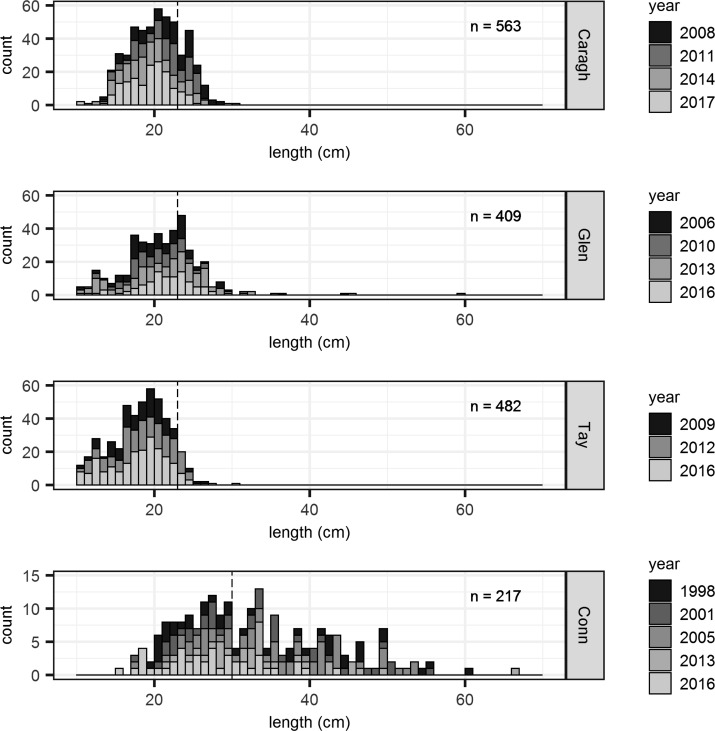 year
60
n = 563
2008
40
2011
count
Caragh
20
2014
0
2017
20 40 60
length (cm)
year
60
n = 409
2006
40
2010
count
Glen
20
2013
0
2016
20 40 60
length (cm)
60
year
n = 482
40
2009
count
Tay
20
2012
0
2016
20 40 60
length (cm)
year
15
n = 217
1998
10
2001
count
Conn
5
2005
2013
0
2016
20 40 60
length (cm)